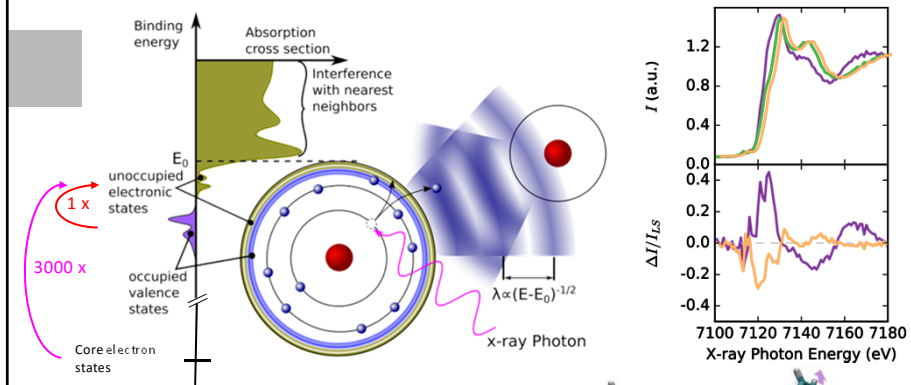 Binding
energy
Absorption
cross section
Interference
with nearest
neighbors
E₀
unoccupied
electronic
states
1 x
3000 x
occupied
valence
states
Core electron
states
λ∝(E-E₀)⁻¹/²
x-ray Photon
I (a.u.)
1.2
0.8
0.4
0.0
ΔI/I_LS
0.4
0.2
0.0
-0.2
-0.4
7100 7120 7140 7160 7180
X-ray Photon Energy (eV)